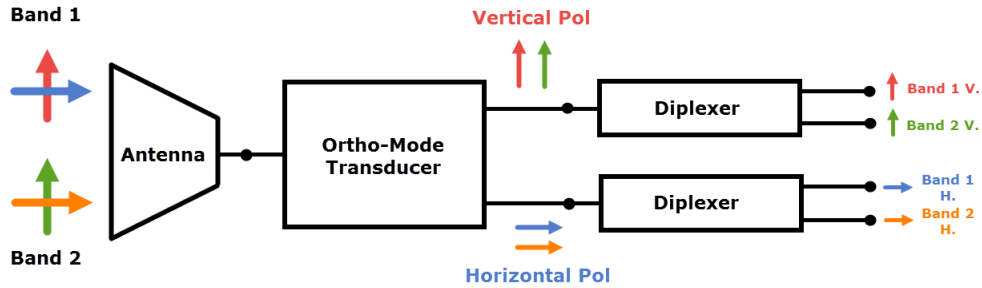 Band 1
Vertical Pol
Antenna
Ortho-Mode
Transducer
Diplexer
Band 1 V.
Band 2 V.
Diplexer
Band 1
H.
Band 2
H.
Band 2
Horizontal Pol